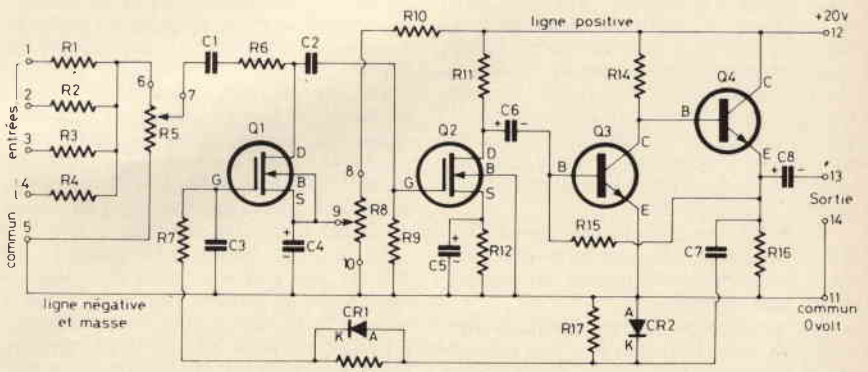 R10
ligne positive
+20v
12
1
R1
C1
R6
C2
6
7
R11
R14
Q4
C
B
E
2
R2
entrées
R5
Q1
C6
+ -
Q2
Q3
C8
+ -
13
Sortie
14
3
R3
D
B
S
G
8
D
B
S
G
B
C
E
4
R4
9
R8
R15
commun
5
R7
C3
+
-
C4
10
R9
+
-
C5
R12
C7
R16
ligne négative
et masse
11
commun
0volt
CR1
K
A
R17
A
K
CR2